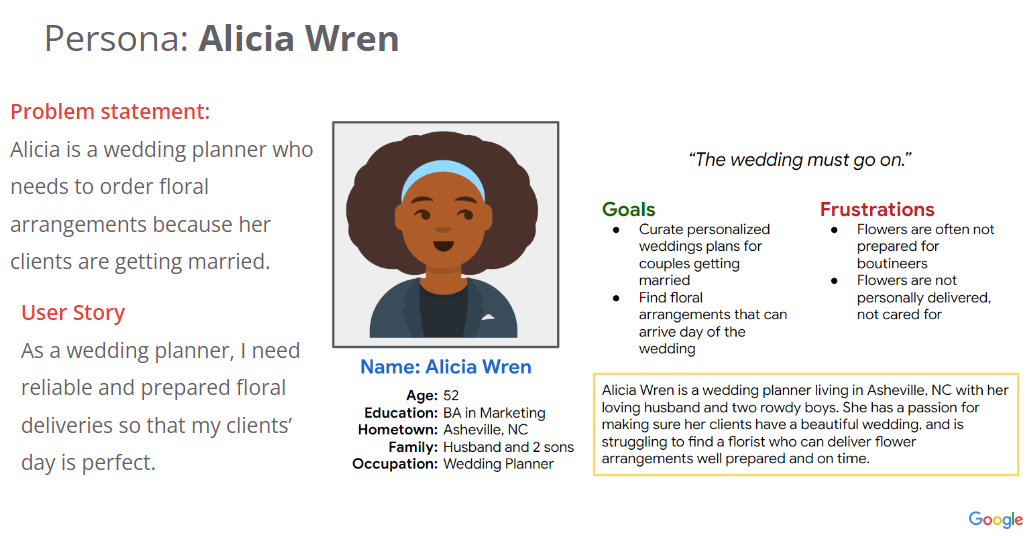 Persona: Alicia Wren
Problem statement:
Alicia is a wedding planner who
needs to order floral
arrangements because her
clients are getting married.
User Story
As a wedding planner, I need
reliable and prepared floral
deliveries so that my clients’
day is perfect.
Name: Alicia Wren
Age: 52
Education: BA in Marketing
Hometown: Asheville, NC
Family: Husband and 2 sons
Occupation: Wedding Planner
“The wedding must go on.”
Goals
● Curate personalized
weddings plans for
couples getting
married
● Find floral
arrangements that can
arrive day of the
wedding
Frustrations
● Flowers are often not
prepared for
boutineers
● Flowers are not
personally delivered,
not cared for
Alicia Wren is a wedding planner living in Asheville, NC with her
loving husband and two rowdy boys. She has a passion for
making sure her clients have a beautiful wedding, and is
struggling to find a florist who can deliver flower
arrangements well prepared and on time.
Google